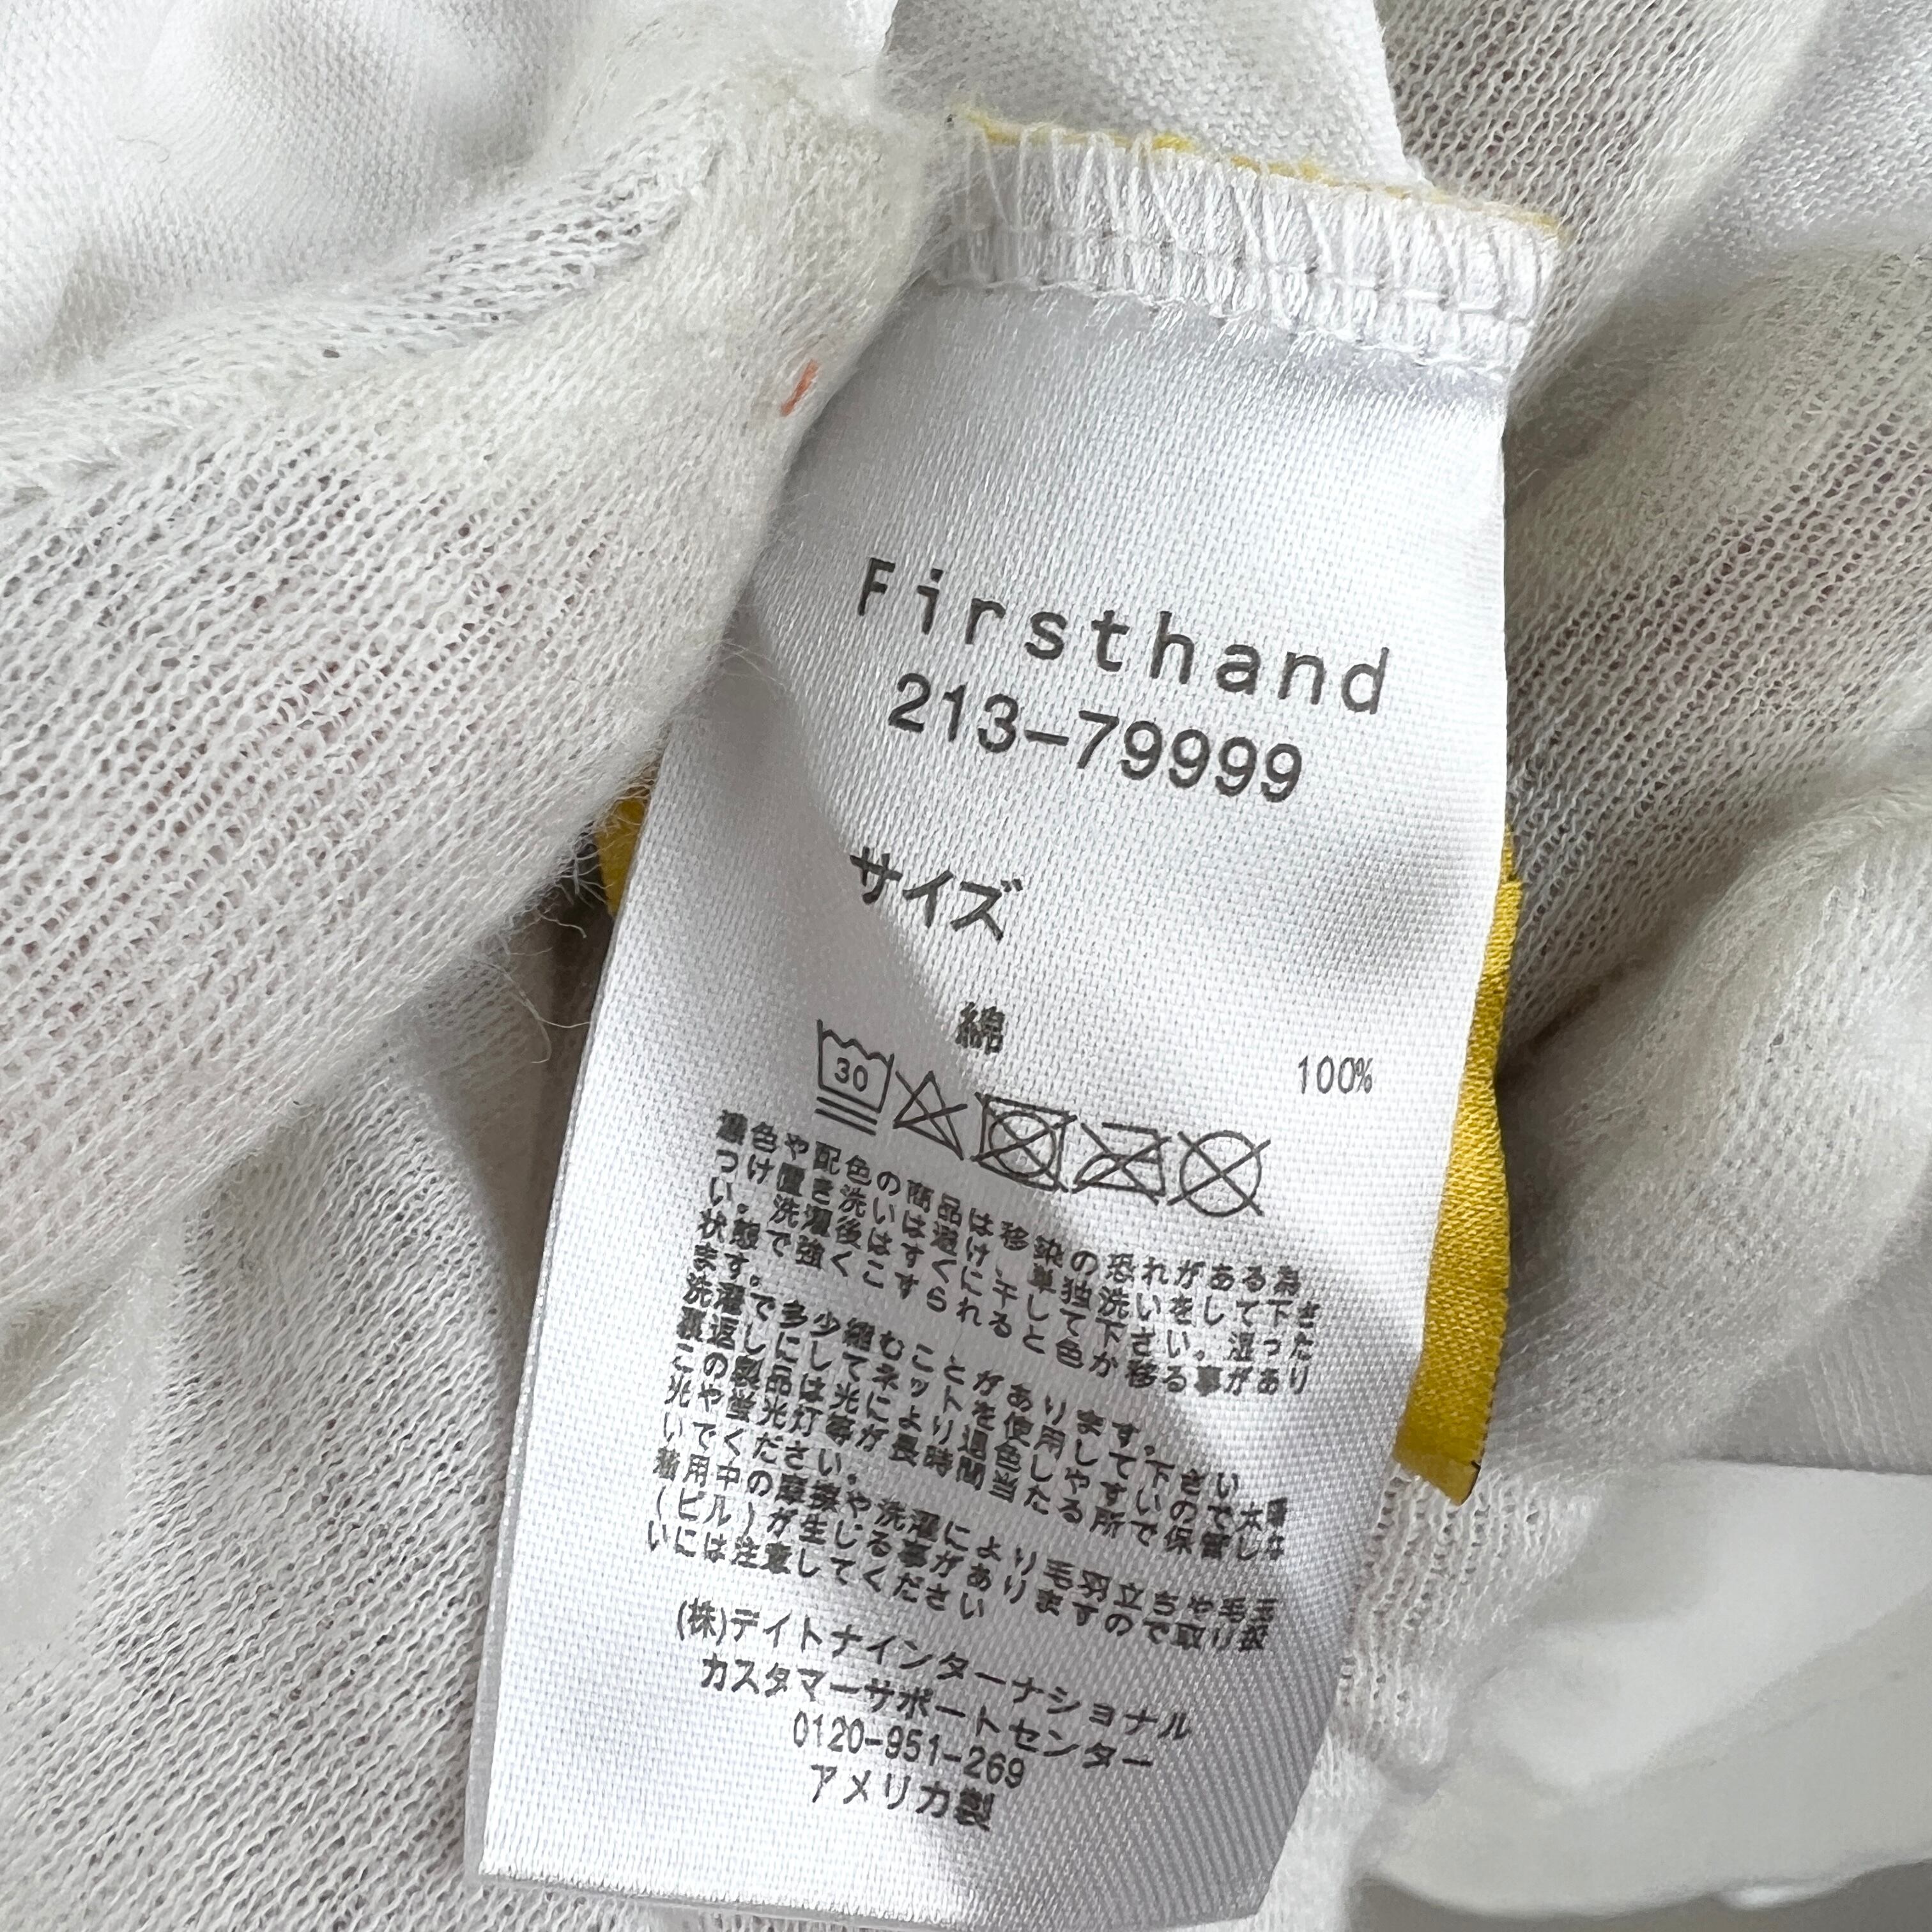 Firsthand
213-79999
サイズ
綿 100%
30
濃色や配色の商品は移染の恐れがある為
つけ置き洗いは避け、単独洗いをして下さ
い。洗濯後はすぐに干して下さい。湿った
状態で強くこすられると色が移る事があり
ます。
洗濯で多少縮むことがあります。
裏返しにしてネットを使用して下さい
この製品は光により退色しやすいので太陽
光や蛍光灯等が長時間当たる所で保管しな
いでください。
着用中の摩擦や洗濯により毛羽立ちや毛玉
(ピル)が生じる事がありますので取り扱
いには注意してください
(株)デイトナインターナショナル
カスタマーサポートセンター
0120-951-269
アメリカ製